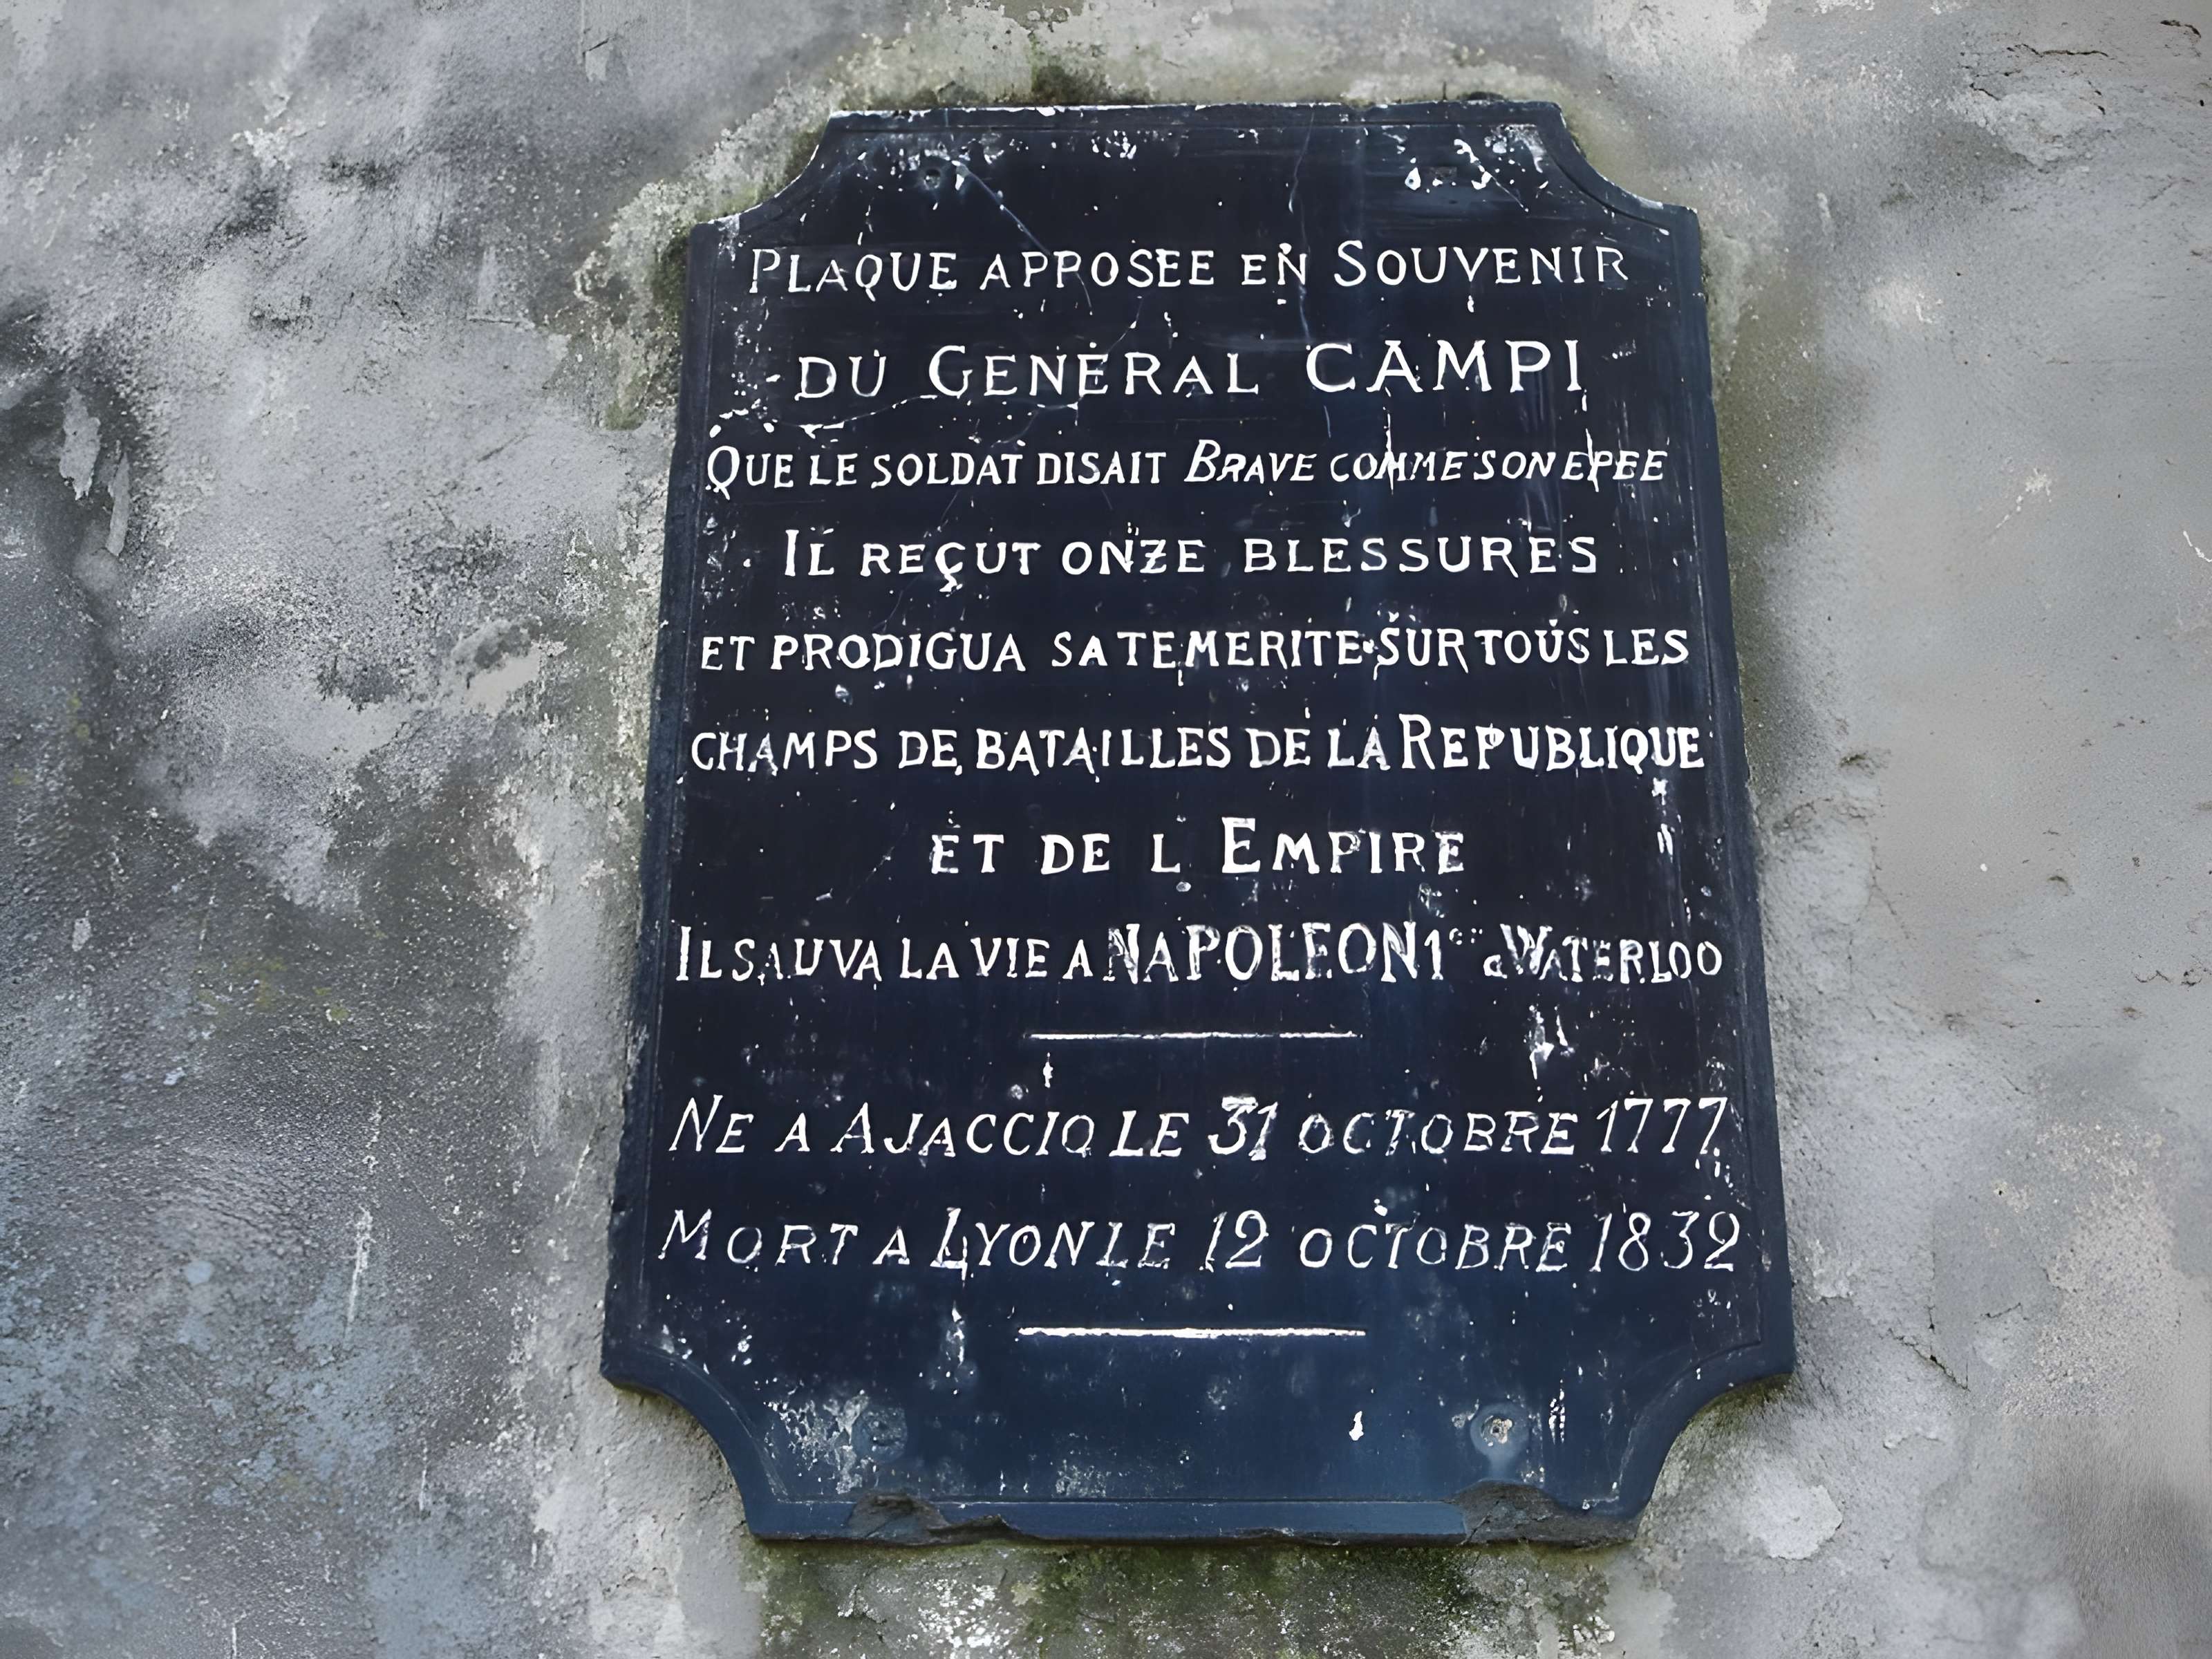 PLAQUE APPOSEE EN SOUVENIR
DU GENERAL CAMPI
QUE LE SOLDAT DISAIT BRAVE COMME SON EPEE
IL REÇUT ONZE BLESSURES
ET PRODIGUA SA TEMERITE SUR TOUS LES
CHAMPS DE BATAILLES DE LA REPUBLIQUE
ET DE L EMPIRE
IL SAUVA LA VIE A NAPOLEON 1er a WATERLOO
NE A AJACCIO LE 31 OCTOBRE 1777
MORT A LYON LE 12 OCTOBRE 1832